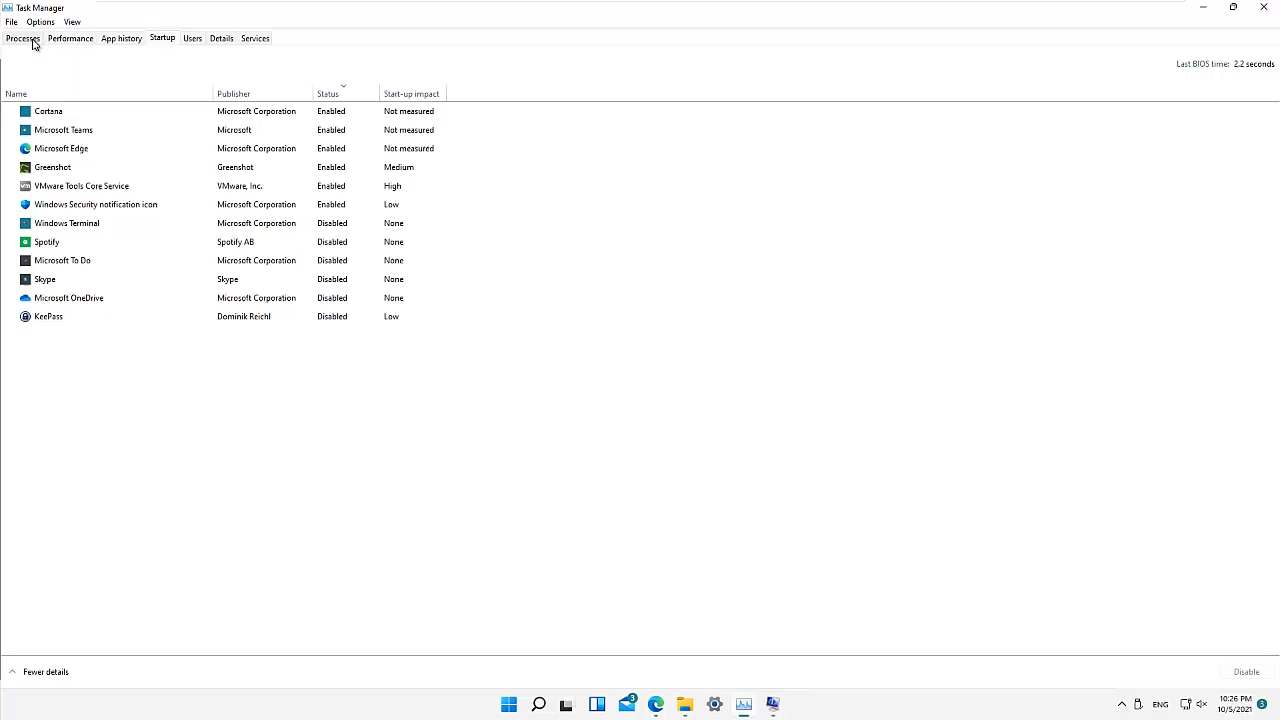 Task Manager
File Options View
Processes Performance App history Startup Users Details Services
Last BIOS time: 2.2 seconds
Name Publisher Status Start-up impact
Cortana Microsoft Corporation Enabled Not measured
Microsoft Teams Microsoft Enabled Not measured
Microsoft Edge Microsoft Corporation Enabled Not measured
Greenshot Greenshot Enabled Medium
vm VMware Tools Core Service VMware, Inc. Enabled High
Windows Security notification icon Microsoft Corporation Enabled Low
Windows Terminal Microsoft Corporation Disabled None
Spotify Spotify AB Disabled None
Microsoft To Do Microsoft Corporation Disabled None
Skype Skype Disabled None
Microsoft OneDrive Microsoft Corporation Disabled None
KeePass Dominik Reichl Disabled Low
Fewer details Disable
3 ENG 10:26 PM 3
10/5/2021